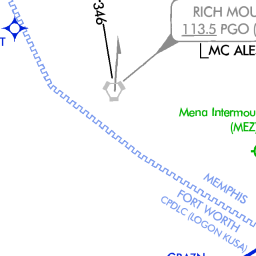 346
RICH MOU
113.5 PGO (
MC ALE
T
Mena Intermou
(MEZ
MEMPHIS
FORT WORTH
CPDLC (LOGON KUSA)